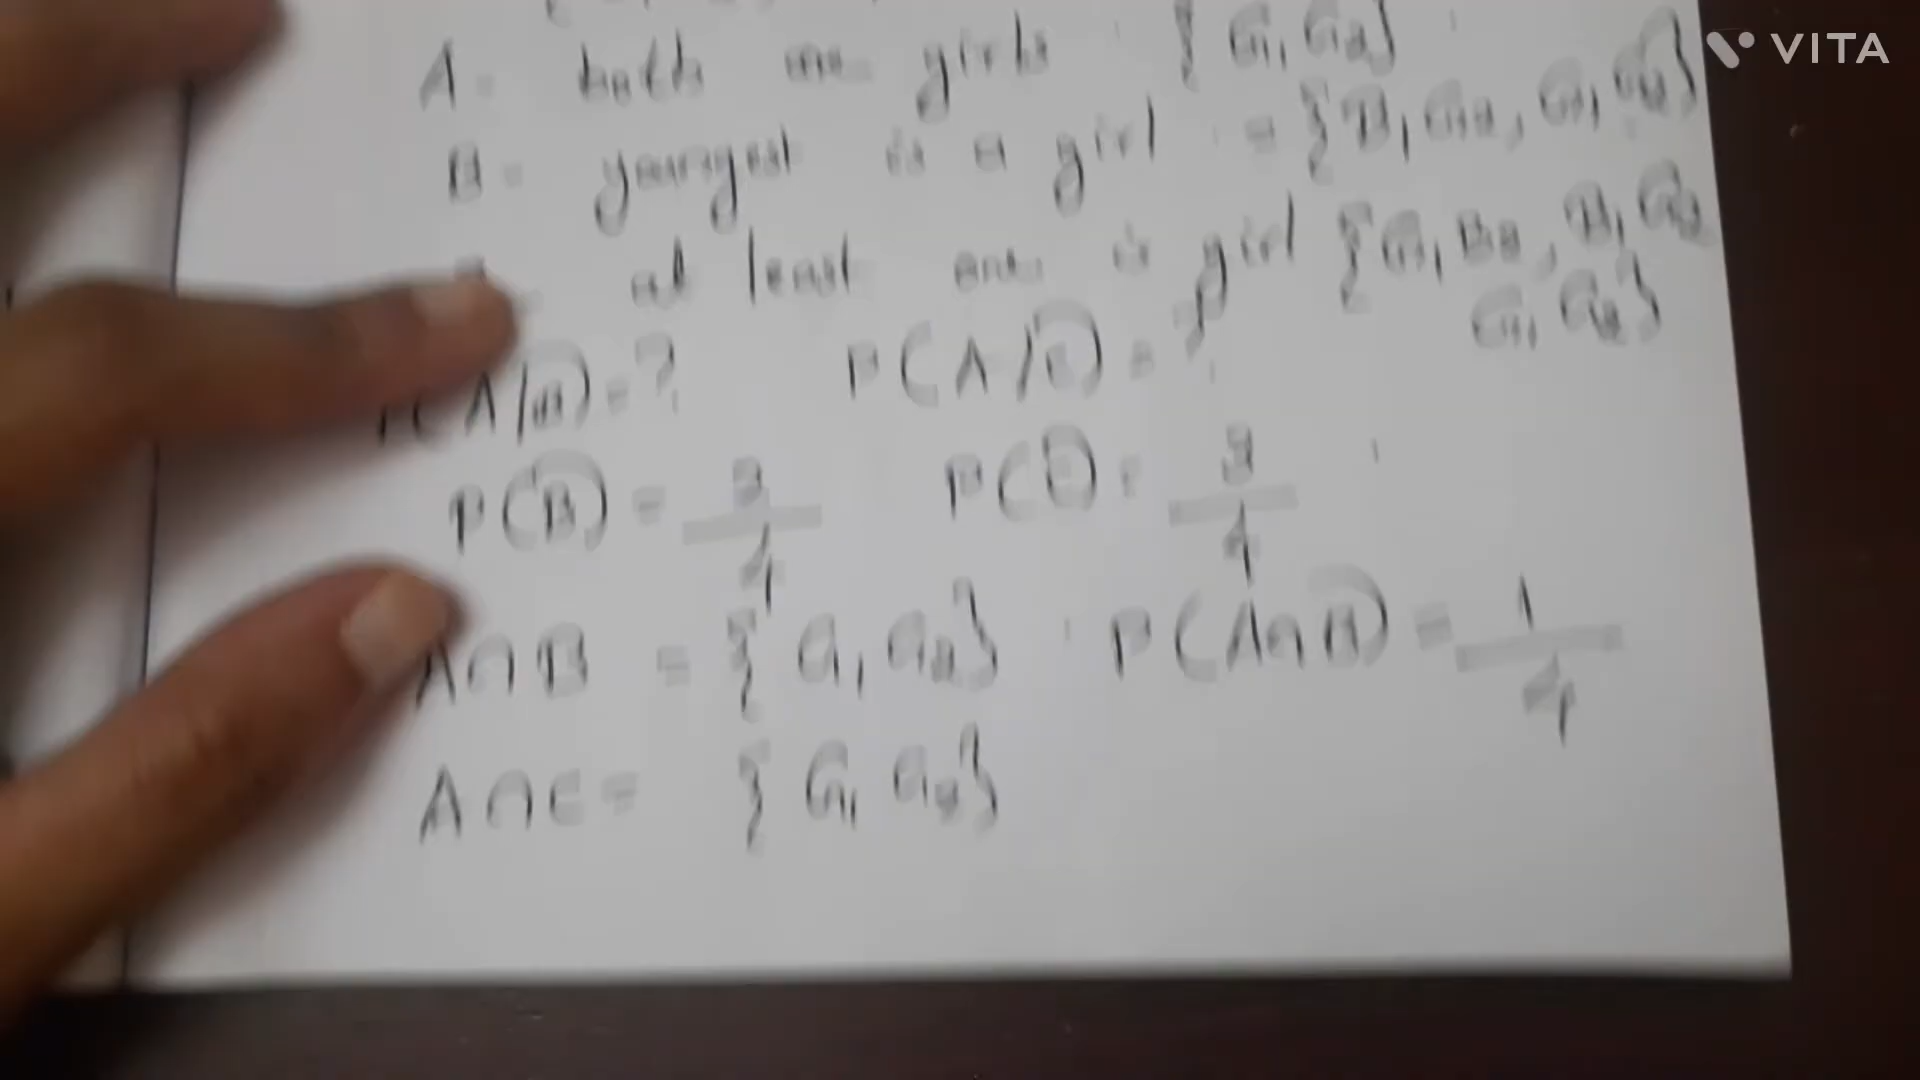 VITA
A = both are girls : {G1 G2}
B = youngest is a girl = {B1 G2, G1 G2}
at least one is girl {G1 B2, B1 G2
G1 G2}
P(A/B) = ? P(A/C) = ?
P(B) = /4 P(C) = 3/4
A∩B = {G1 G2} P(A∩B) = 1/4
A∩C = {G1 G2}